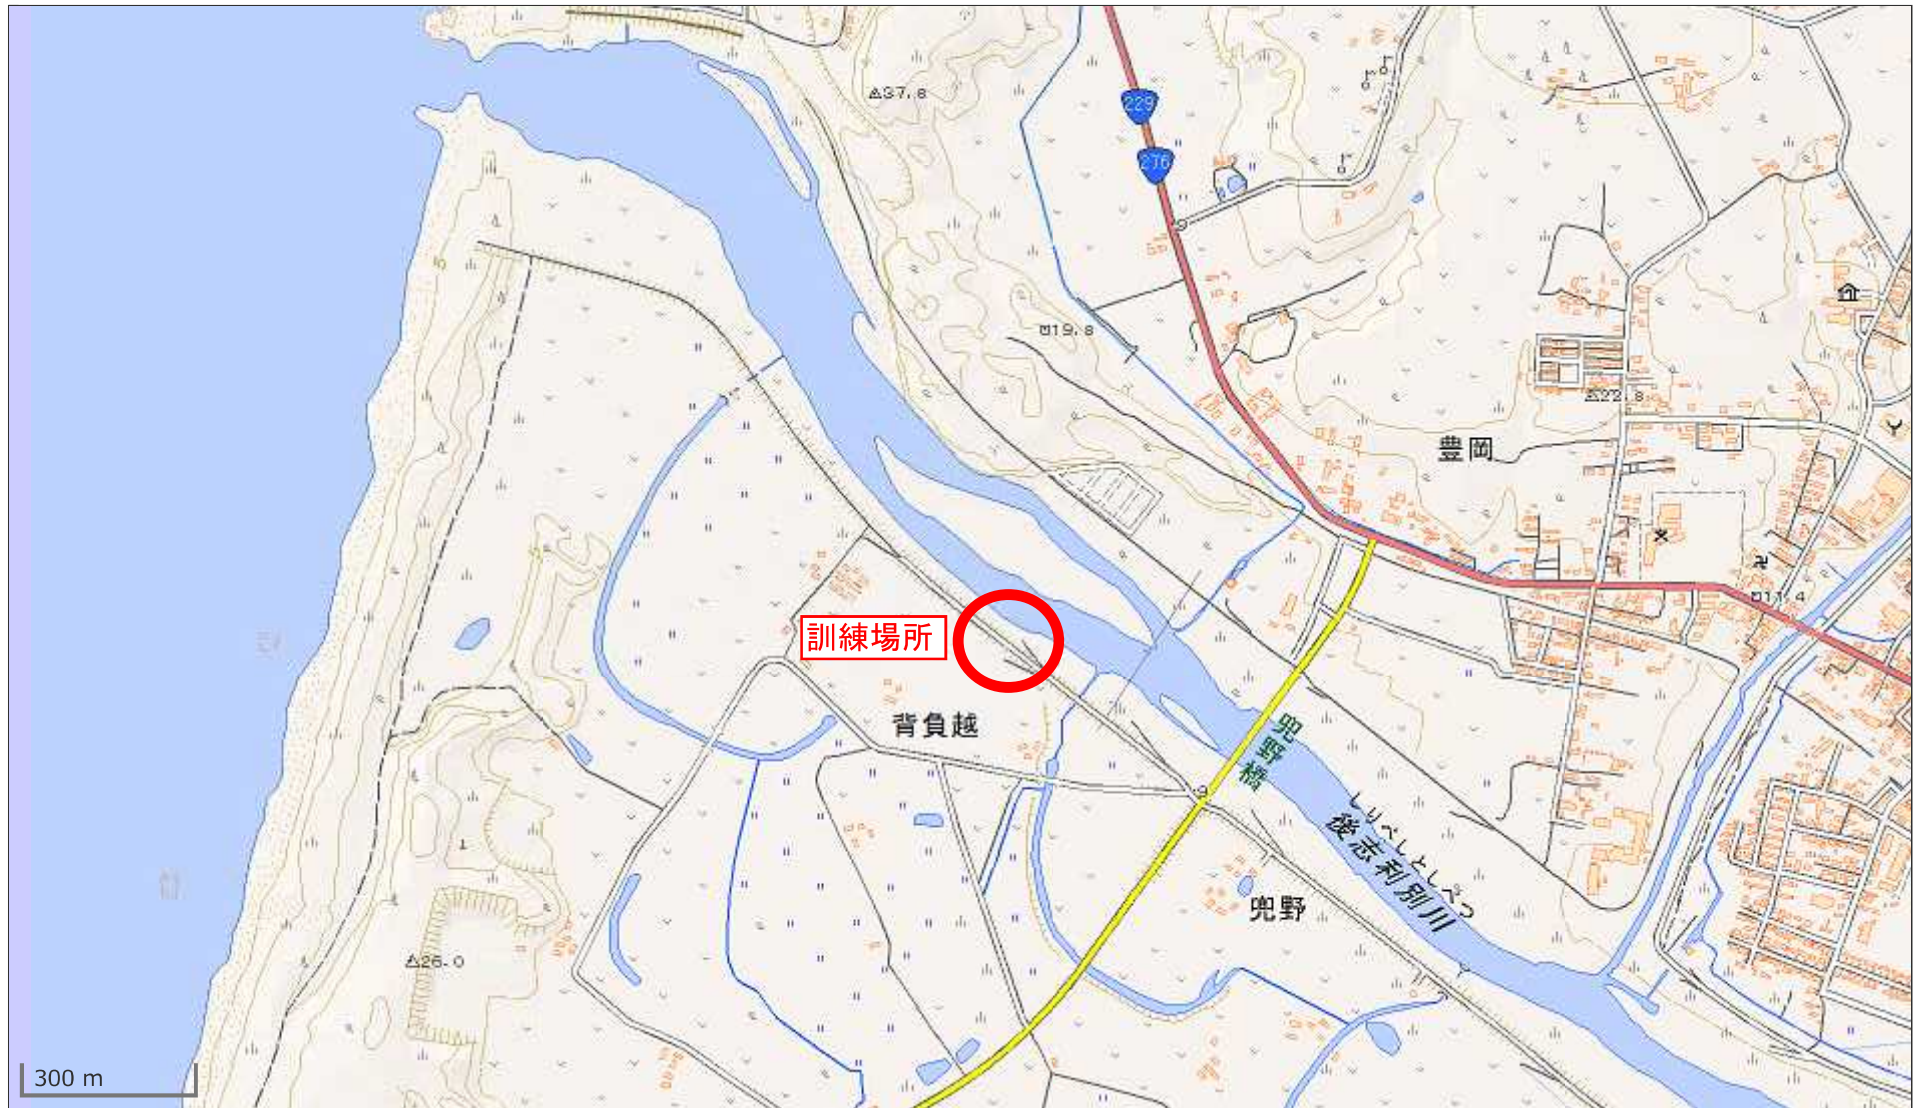 37.8
229
276
19.8
22.8
豊岡
11.4
訓練場所
背負越
兜野橋
しりべしとしべつ
後志利別川
兜野
26.0
300 m